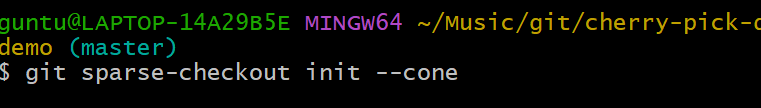 guntu@LAPTOP-14A29B5E MINGW64 ~/Music/git/cherry-pick-d
demo (master)
$ git sparse-checkout init --cone